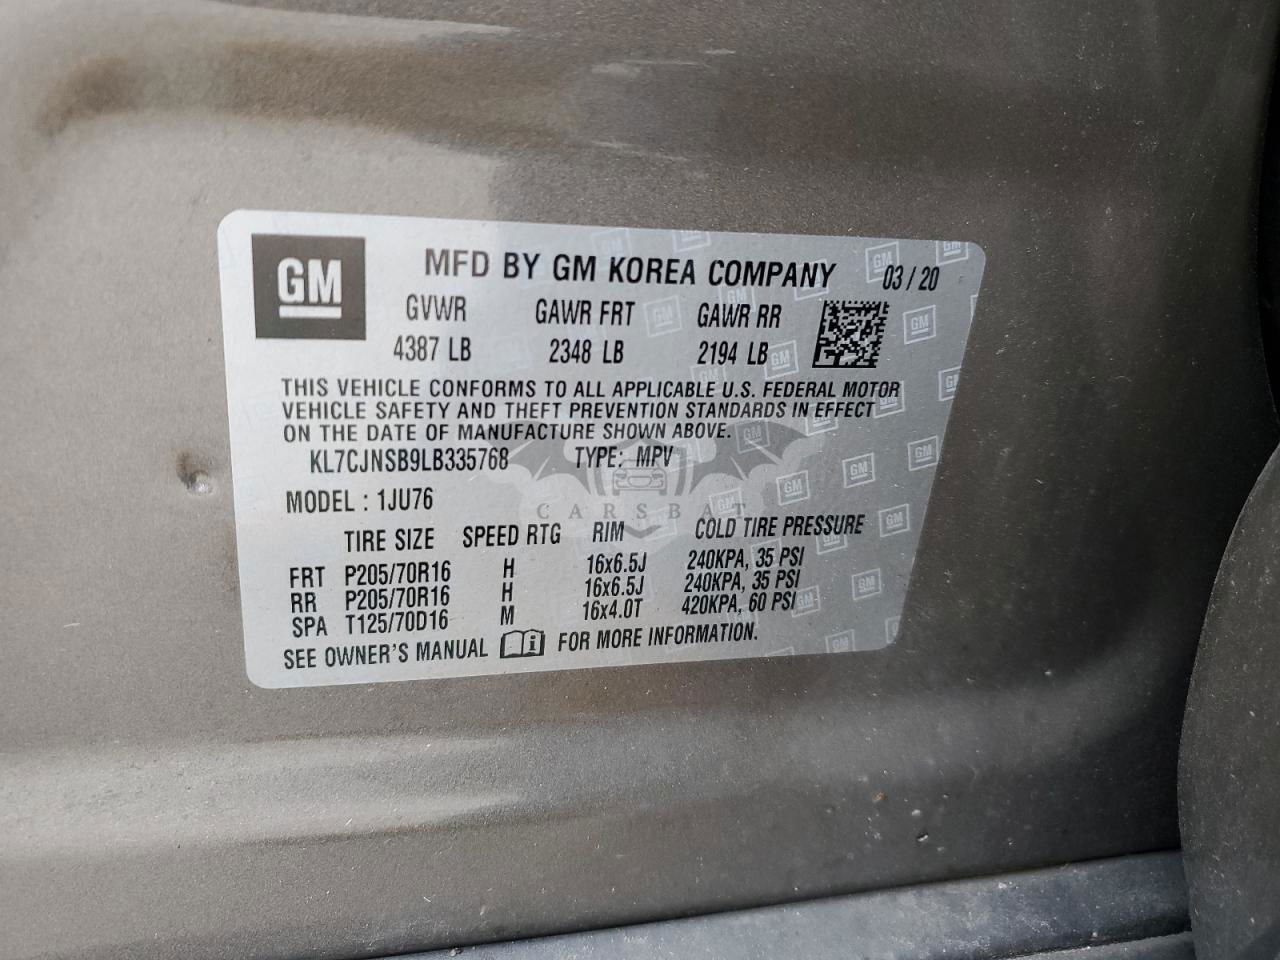 GM MFD BY GM KOREA COMPANY 03/20
GVWR GAWR FRT GAWR RR
4387 LB 2348 LB 2194 LB
THIS VEHICLE CONFORMS TO ALL APPLICABLE U.S. FEDERAL MOTOR
VEHICLE SAFETY AND THEFT PREVENTION STANDARDS IN EFFECT
ON THE DATE OF MANUFACTURE SHOWN ABOVE.
KL7CJNSB9LB335768 TYPE: MPV
MODEL : 1JU76
CARSBAT
TIRE SIZE SPEED RTG RIM COLD TIRE PRESSURE
FRT P205/70R16 H 16x6.5J 240KPA, 35 PSI
RR P205/70R16 H 16x6.5J 240KPA, 35 PSI
SPA T125/70D16 M 16x4.0T 420KPA, 60 PSI
SEE OWNER'S MANUAL i FOR MORE INFORMATION.